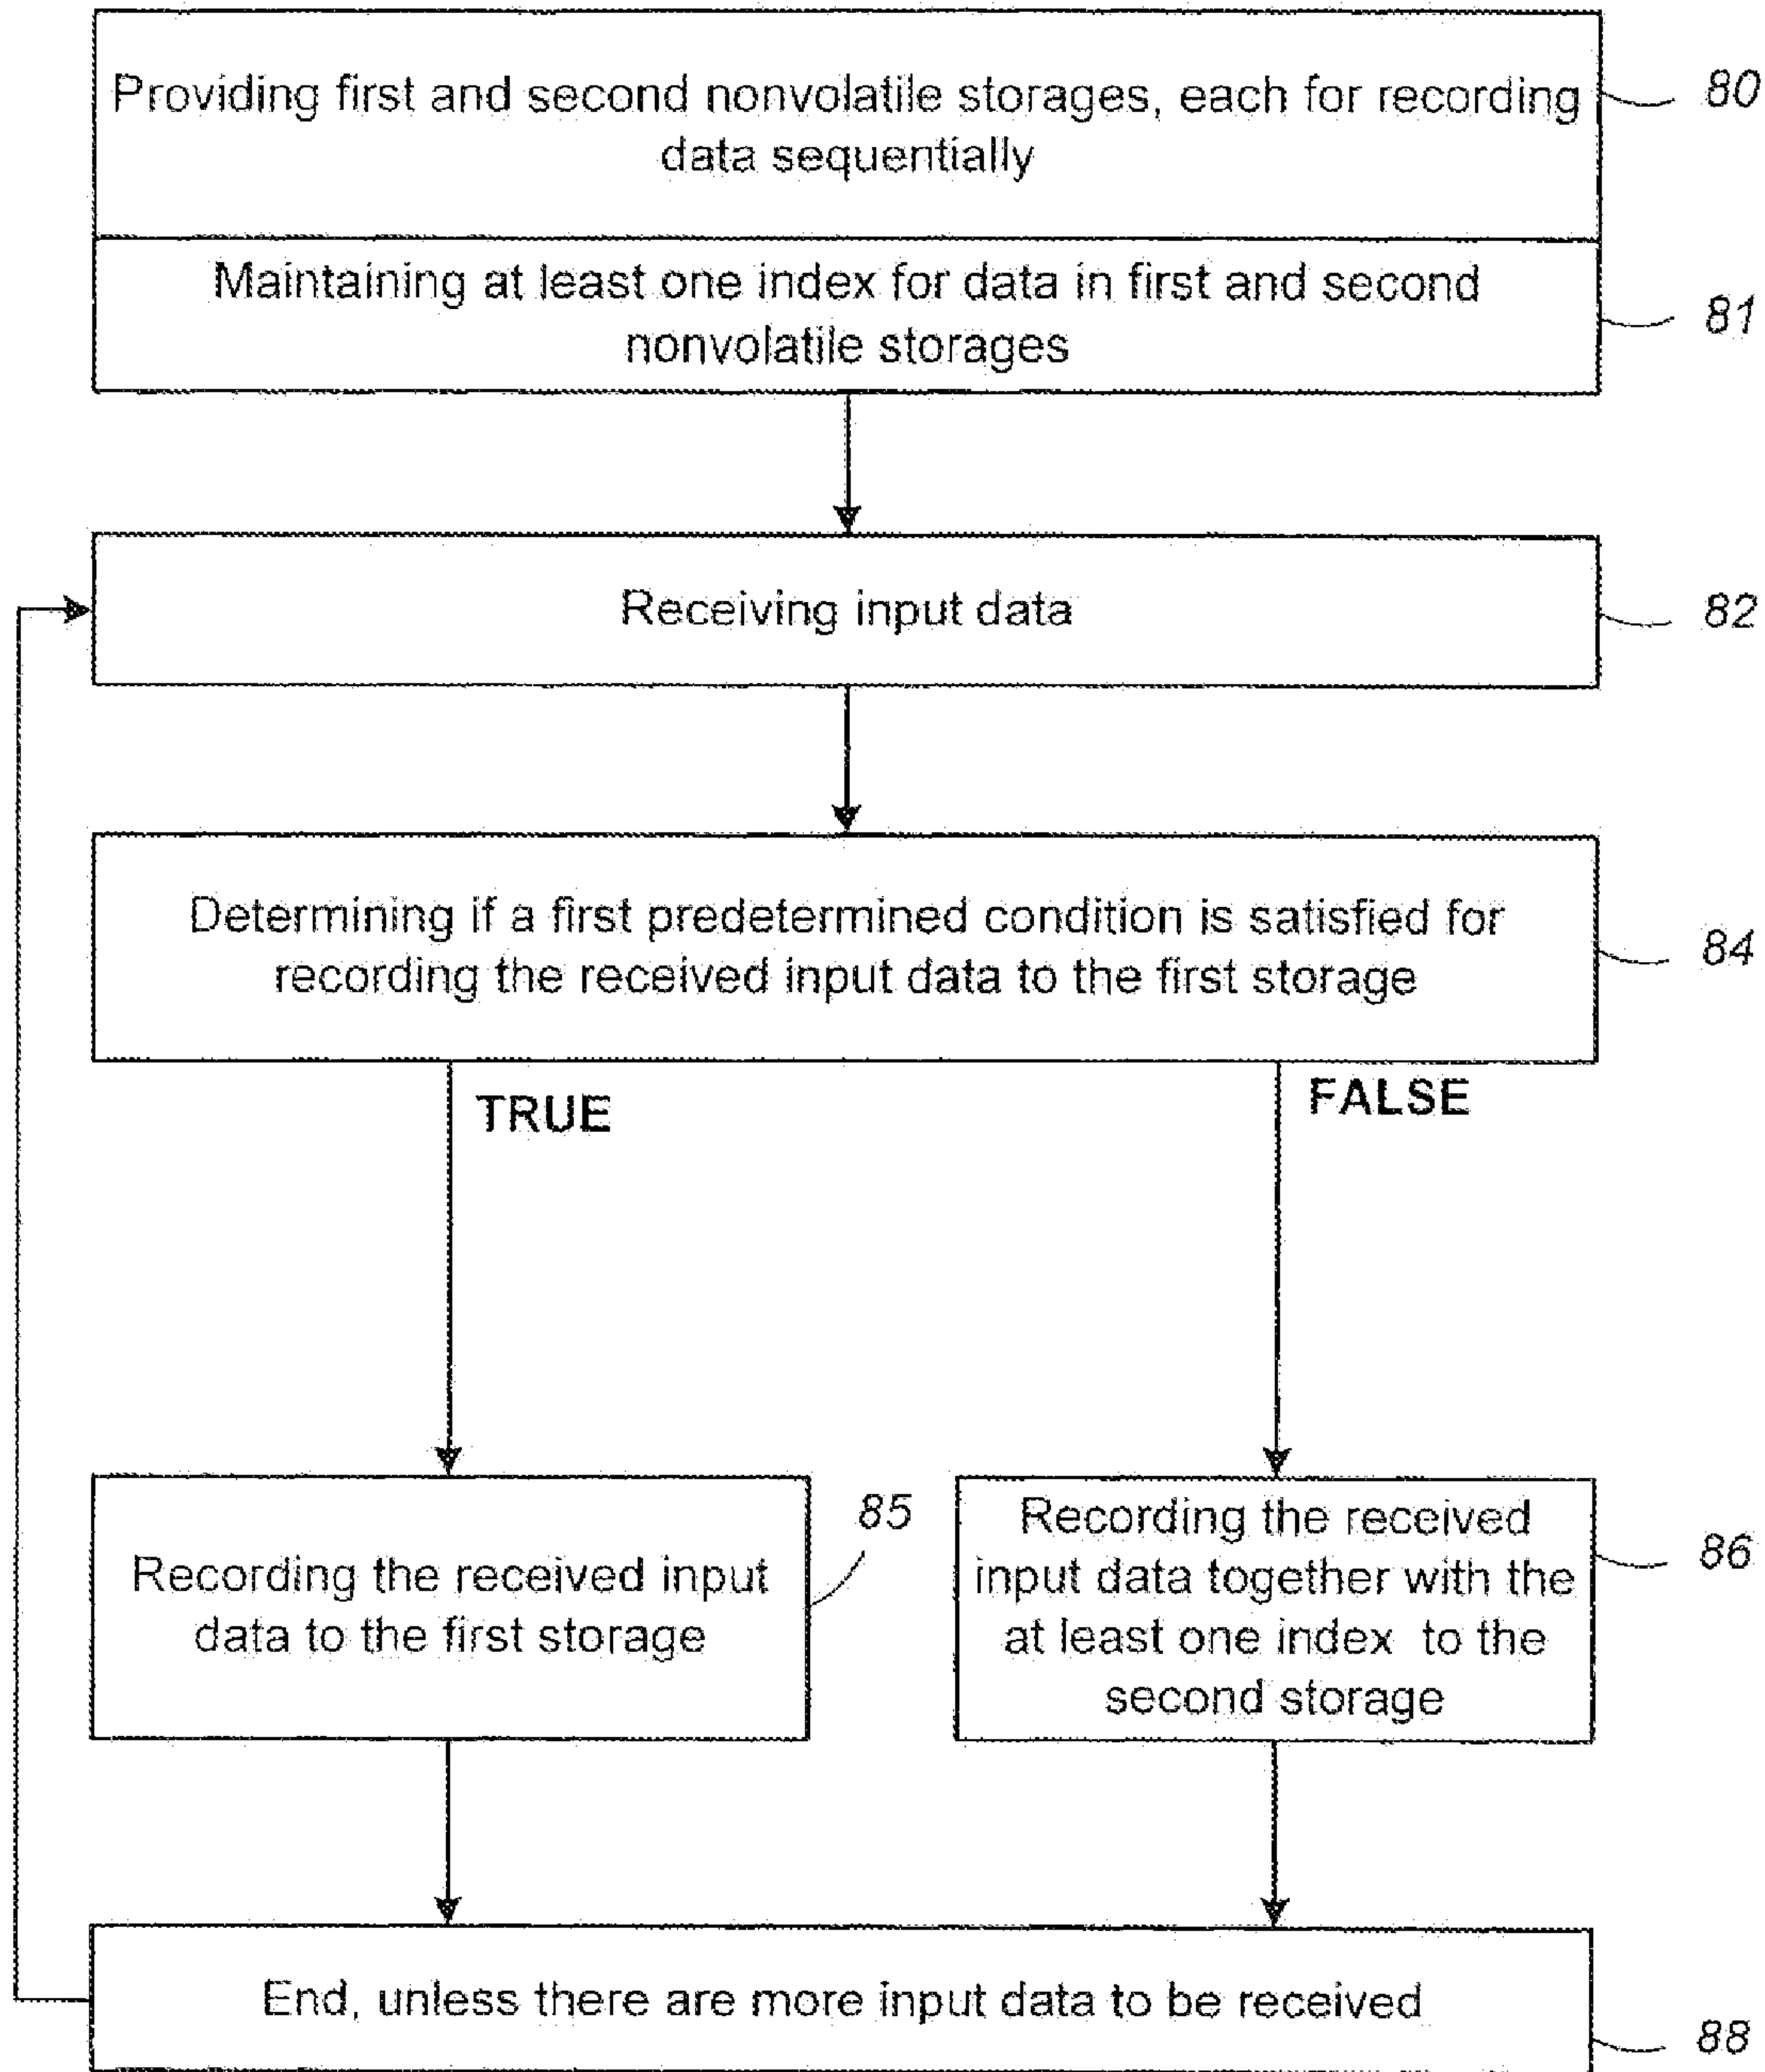 Providing first and second nonvolatile storages, each for recording
data sequentially
80
Maintaining at least one index for data in first and second
nonvolatile storages
81
Receiving input data
82
Determining if a first predetermined condition is satisfied for
recording the received input data to the first storage
84
TRUE
FALSE
Recording the received input
data to the first storage
85
Recording the received
input data together with the
at least one index to the
second storage
86
End, unless there are more input data to be received
88